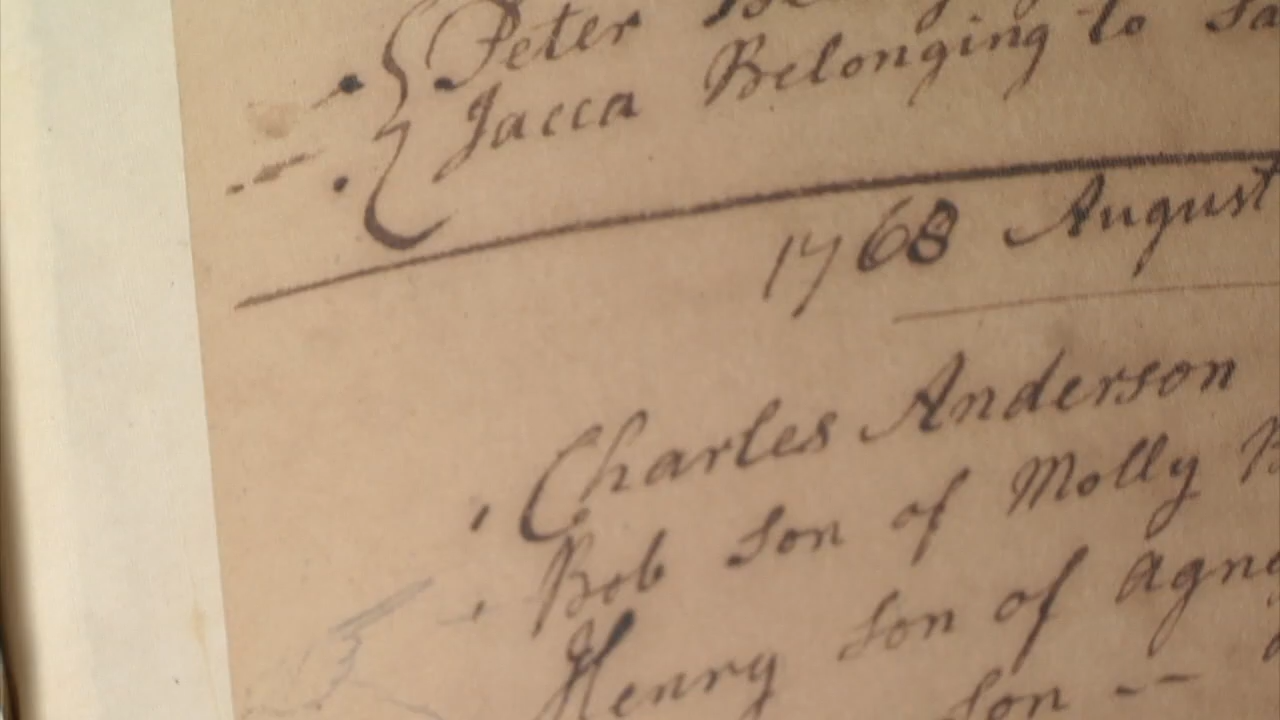 Peter
Jacca Belonging to
1768 August
Charles Anderson
Bob son of Molly
Henry son of
son --